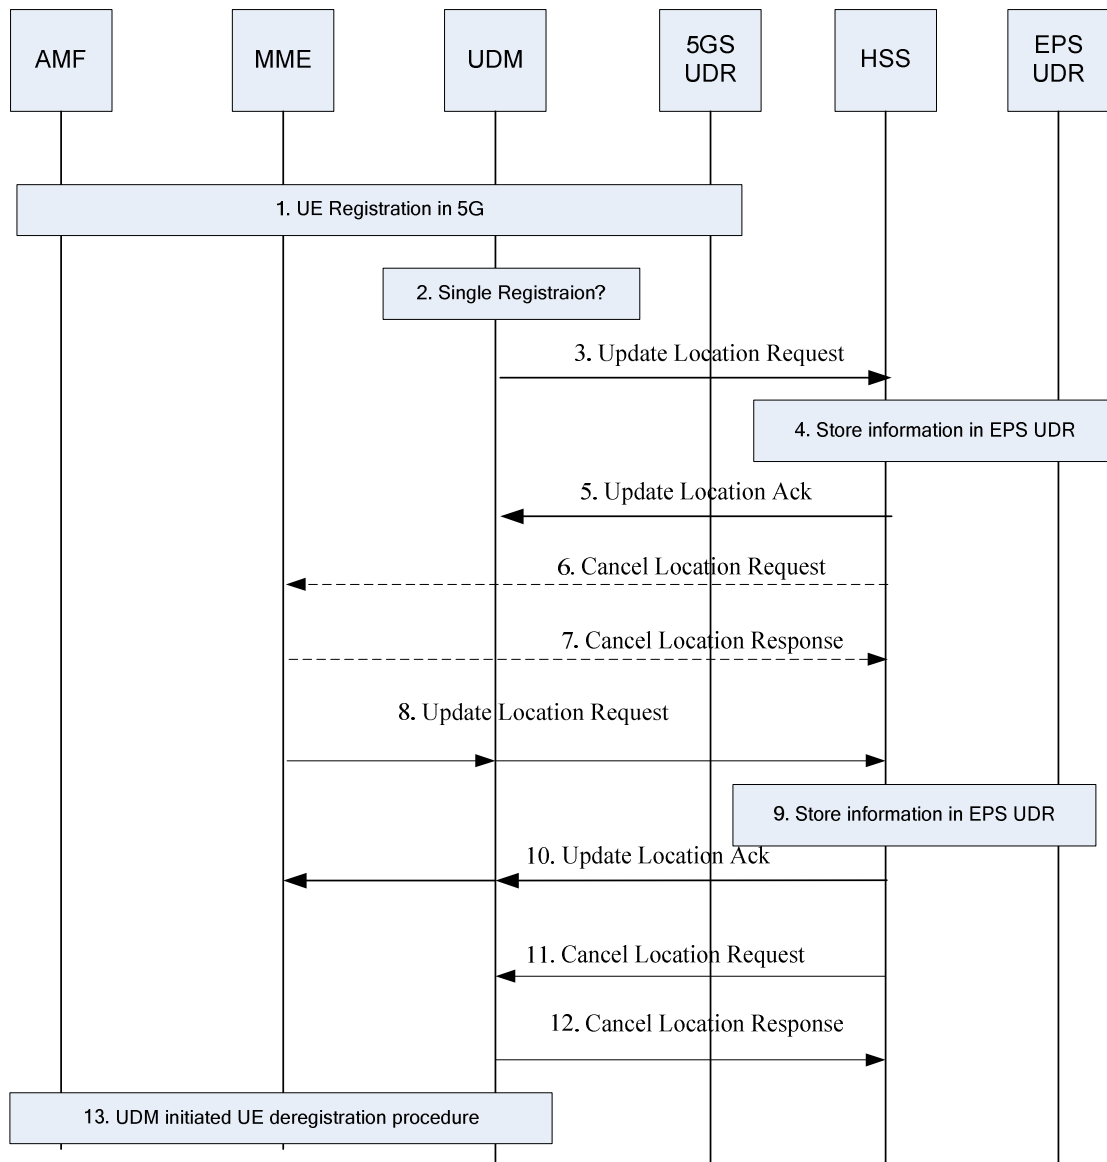 AMF
MME
UDM
5GS
UDR
HSS
EPS
UDR
1. UE Registration in 5G
2. Single Registraion?
3. Update Location Request
4. Store information in EPS UDR
5. Update Location Ack
6. Cancel Location Request
7. Cancel Location Response
8. Update Location Request
9. Store information in EPS UDR
10. Update Location Ack
11. Cancel Location Request
12. Cancel Location Response
13. UDM initiated UE deregistration procedure